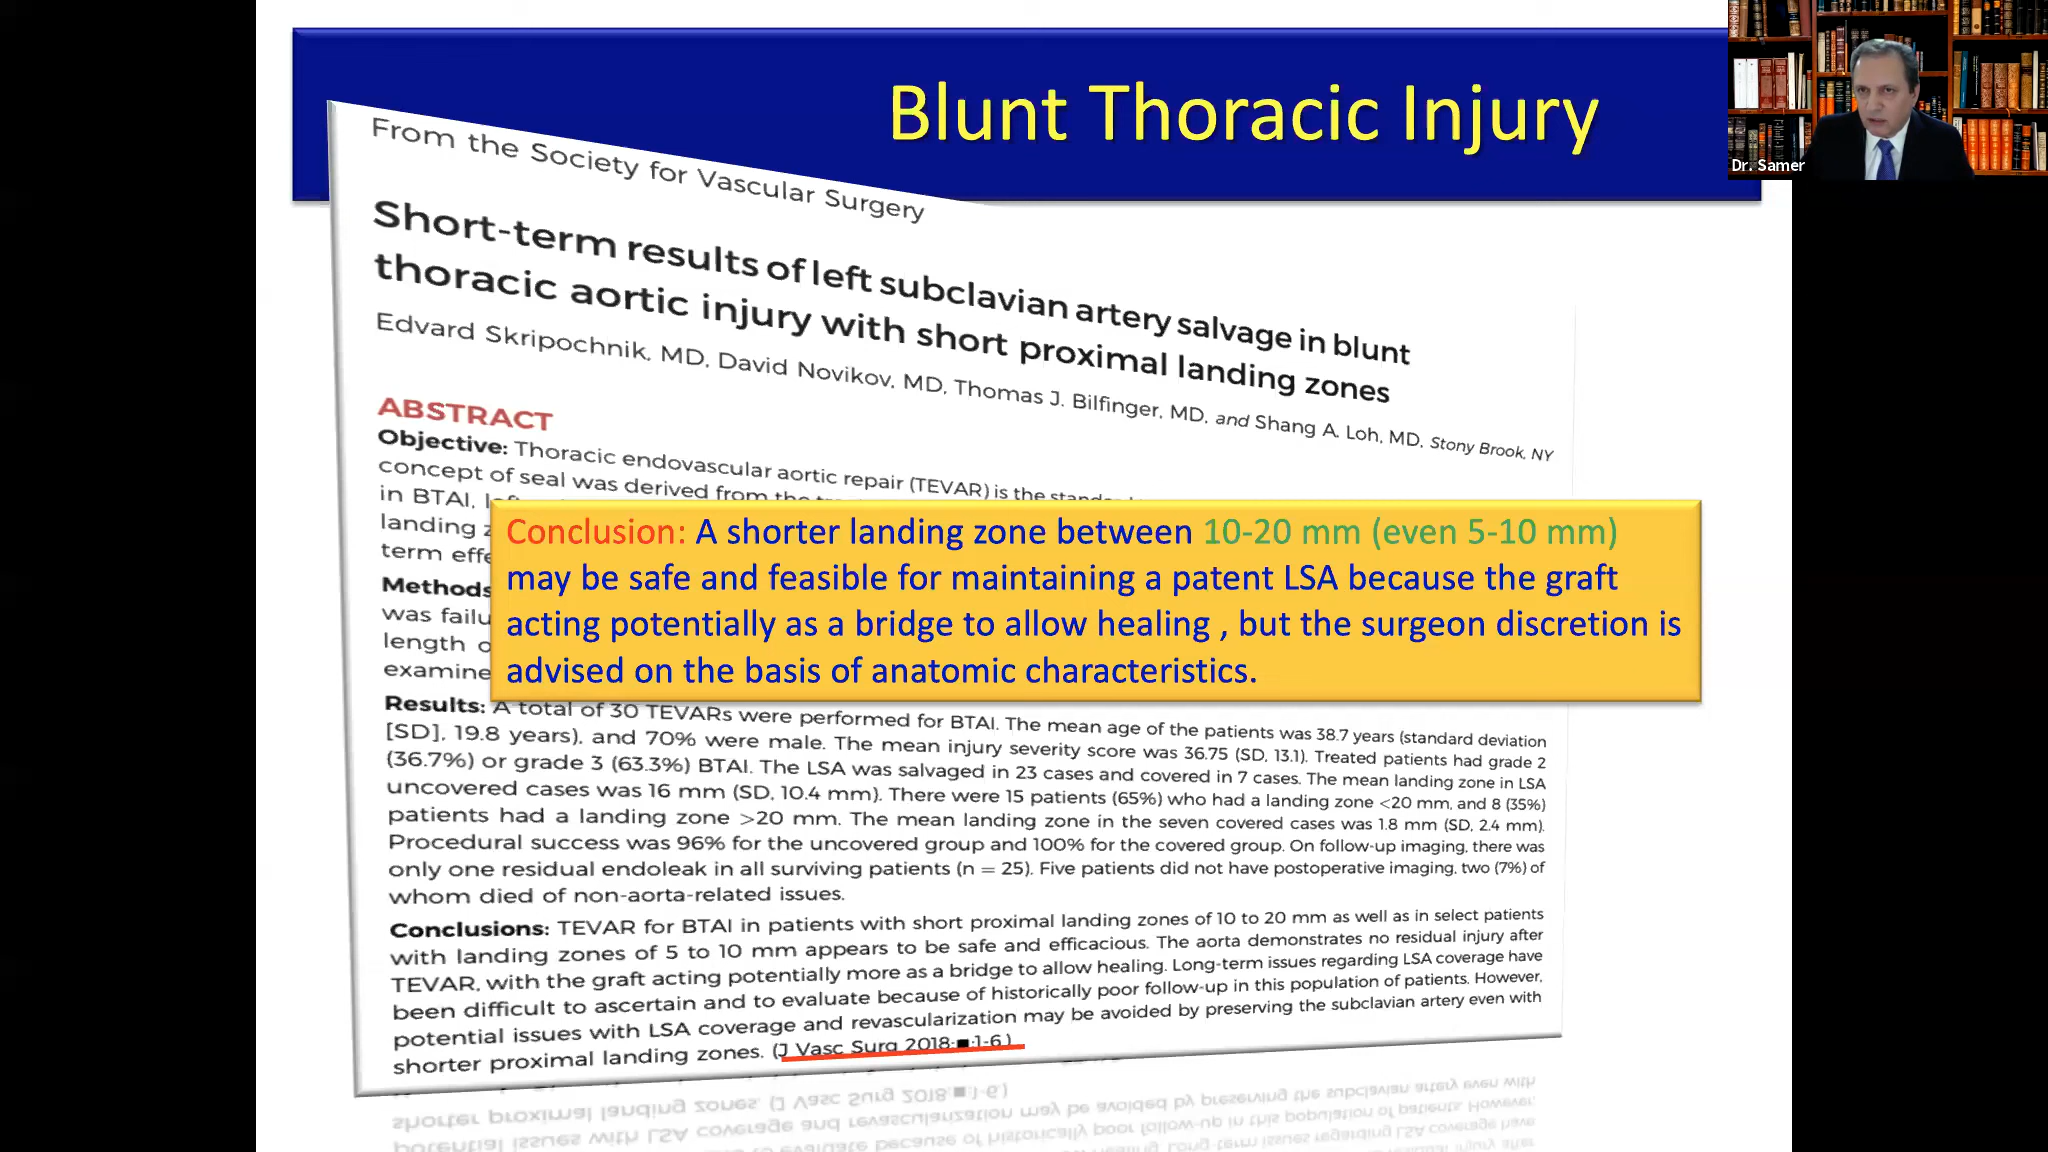 Blunt Thoracic Injury
Dr. Samer
From the Society for Vascular Surgery
Short-term results of left subclavian artery salvage in blunt
thoracic aortic injury with short proximal landing zones
Edvard Skripochnik, MD, David Novikov, MD, Thomas J. Bilfinger, MD, and Shang A. Loh, MD, Stony Brook, NY
ABSTRACT
Objective: Thoracic endovascular aortic repair (TEVAR) is the
concept of seal was derived from the
in BTAI,
landing
term
Conclusion: A shorter landing zone between 10-20 mm (even 5-10 mm)
may be safe and feasible for maintaining a patent LSA because the graft
acting potentially as a bridge to allow healing , but the surgeon discretion is
advised on the basis of anatomic characteristics.
Methods
was
length
Results: A total of 30 TEVARs were performed for BTAI. The mean age of the patients was 38.7 years (standard deviation
[SD], 19.8 years), and 70% were male. The mean injury severity score was 36.75 (SD, 13.1). Treated patients had grade 2
(36.7%) or grade 3 (63.3%) BTAI. The LSA was salvaged in 23 cases and covered in 7 cases. The mean landing zone in LSA
uncovered cases was 16 mm (SD, 10.4 mm). There were 15 patients (65%) who had a landing zone <20 mm, and 8 (35%)
patients had a landing zone >20 mm. The mean landing zone in the seven covered cases was 1.8 mm (SD, 2.4 mm).
Procedural success was 96% for the uncovered group and 100% for the covered group. On follow-up imaging, there was
only one residual endoleak in all surviving patients (n = 25). Five patients did not have postoperative imaging, two (7%) of
whom died of non-aorta-related issues.
Conclusions: TEVAR for BTAI in patients with short proximal landing zones of 10 to 20 mm as well as in select patients
with landing zones of 5 to 10 mm appears to be safe and efficacious. The aorta demonstrates no residual injury after
TEVAR, with the graft acting potentially more as a bridge to allow healing. Long-term issues regarding LSA coverage have
been difficult to ascertain and to evaluate because of historically poor follow-up in this population of patients. However,
potential issues with LSA coverage and revascularization may be avoided by preserving the subclavian artery even with
shorter proximal landing zones. (J Vasc Surg 2018;■:1-6.)